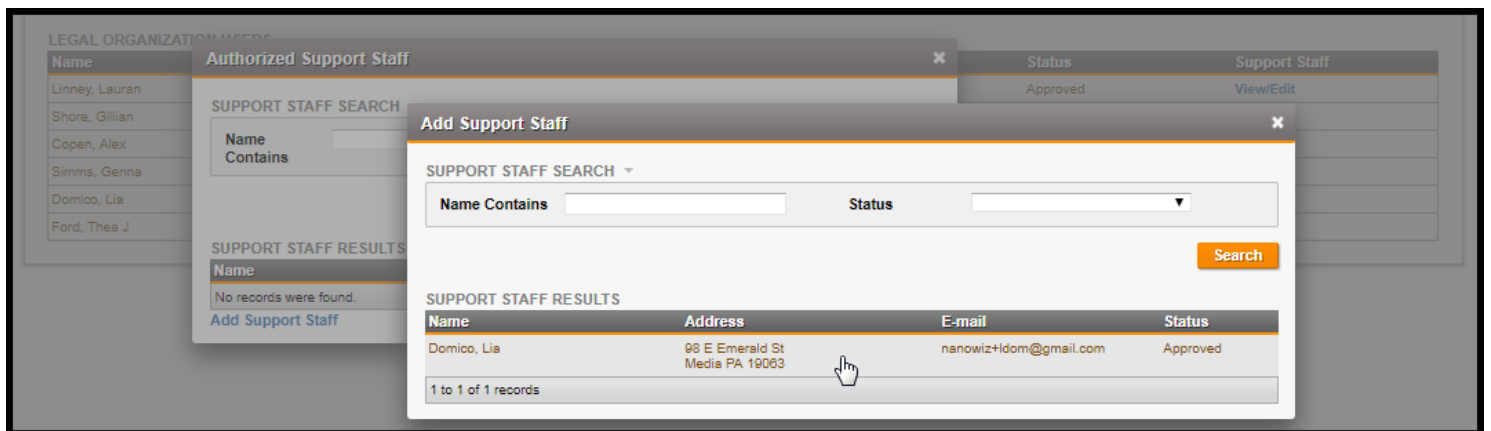 LEGAL ORGANIZATION USERS
Name Status Support Staff
Linney, Lauran Approved View/Edit
Shore, Gillian
Copen, Alex
Simms, Genna
Domico, Lia
Ford, Thea J
Authorized Support Staff
SUPPORT STAFF SEARCH
Name
Contains
SUPPORT STAFF RESULTS
Name
No records were found.
Add Support Staff
Add Support Staff
SUPPORT STAFF SEARCH
Name Contains Status
Search
SUPPORT STAFF RESULTS
Name Address E-mail Status
Domico, Lia 98 E Emerald St nanowiz+ldom@gmail.com Approved
Media PA 19063
1 to 1 of 1 records